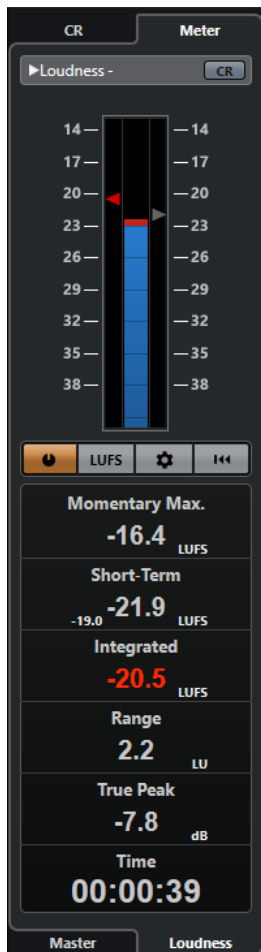 CR Meter
Loudness - CR
14 14
17 17
20 20
23 23
26 26
29 29
32 32
35 35
38 38
LUFS
Momentary Max.
-16.4 LUFS
Short-Term
-19.0 -21.9 LUFS
Integrated
-20.5 LUFS
Range
2.2 LU
True Peak
-7.8 dB
Time
00:00:39
Master Loudness